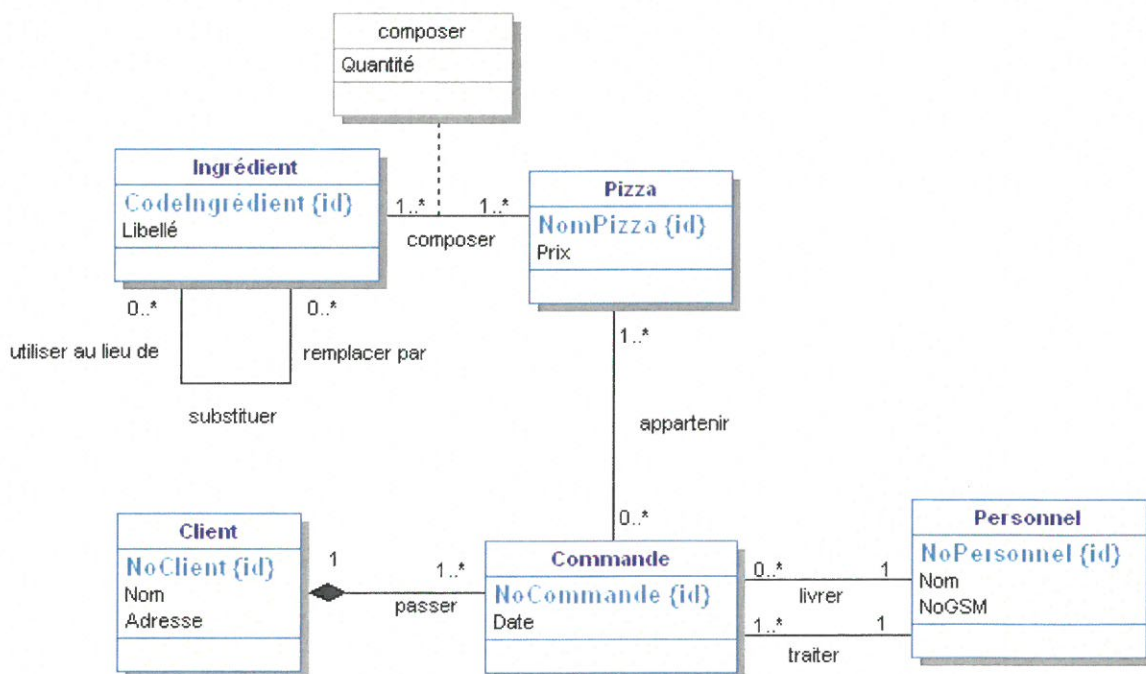 composer
Quantité
Ingrédient
CodeIngrédient {id}
Libellé
1..* 1..*
composer
Pizza
NomPizza {id}
Prix
0..* 0..*
utiliser au lieu de remplacer par
substituer
1..*
appartenir
0..*
Client
NoClient {id}
Nom
Adresse
1 1..*
passer
Commande
NoCommande {id}
Date
0..* 1
livrer
1..* 1
traiter
Personnel
NoPersonnel {id}
Nom
NoGSM